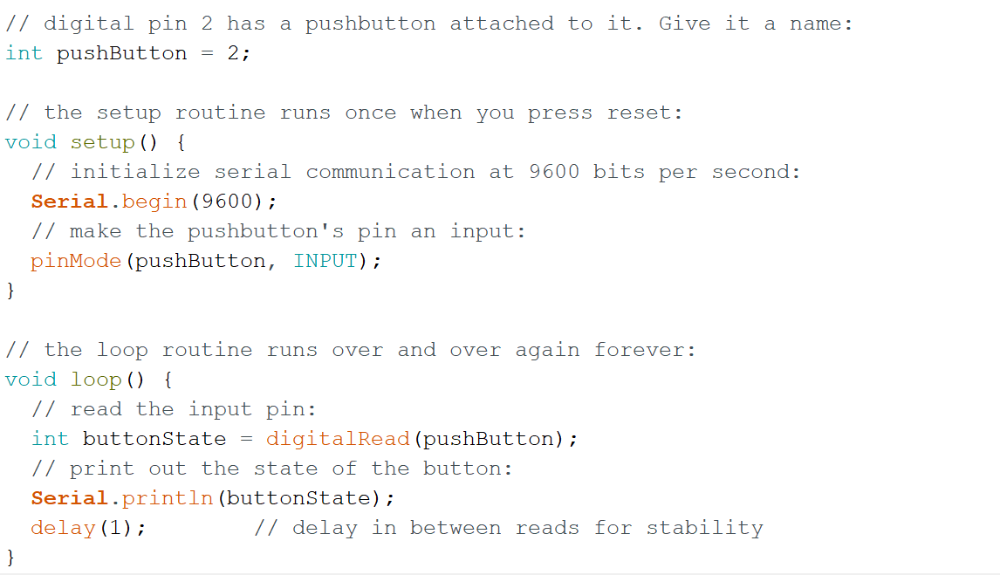 // digital pin 2 has a pushbutton attached to it. Give it a name:
int pushButton = 2;
// the setup routine runs once when you press reset:
void setup() {
  // initialize serial communication at 9600 bits per second:
  Serial.begin(9600);
  // make the pushbutton's pin an input:
  pinMode(pushButton, INPUT);
}
// the loop routine runs over and over again forever:
void loop() {
  // read the input pin:
  int buttonState = digitalRead(pushButton);
  // print out the state of the button:
  Serial.println(buttonState);
  delay(1);        // delay in between reads for stability
}